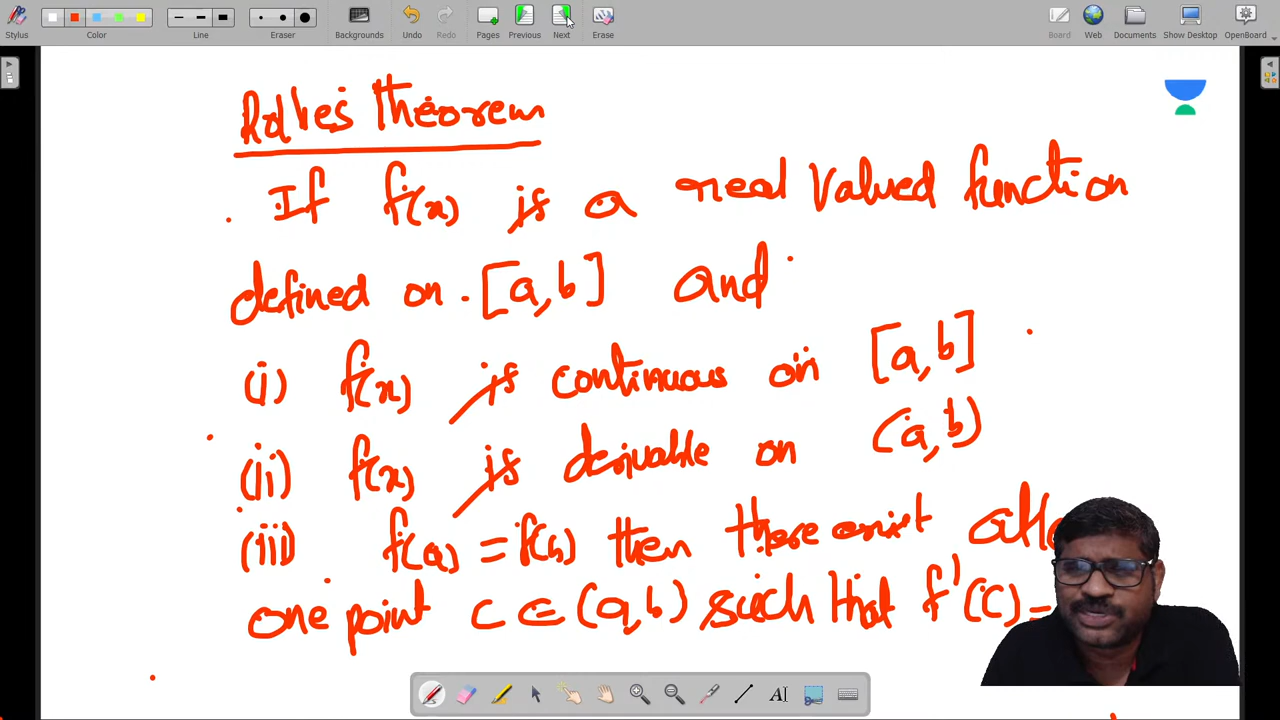 Stylus
Color
Line
Eraser
Backgrounds
Undo
Redo
Pages
Previous
Next
Erase
Board
Web
Documents
Show Desktop
OpenBoard
Rolle's theorem
If f(x) is a real valued function
defined on [a,b] and
(i) f(x) is continuous on [a,b]
(ii) f(x) is derivable on (a,b)
(iii) f(a) = f(b) then there exist
one point c ∈ (a,b) such that f'(c) =